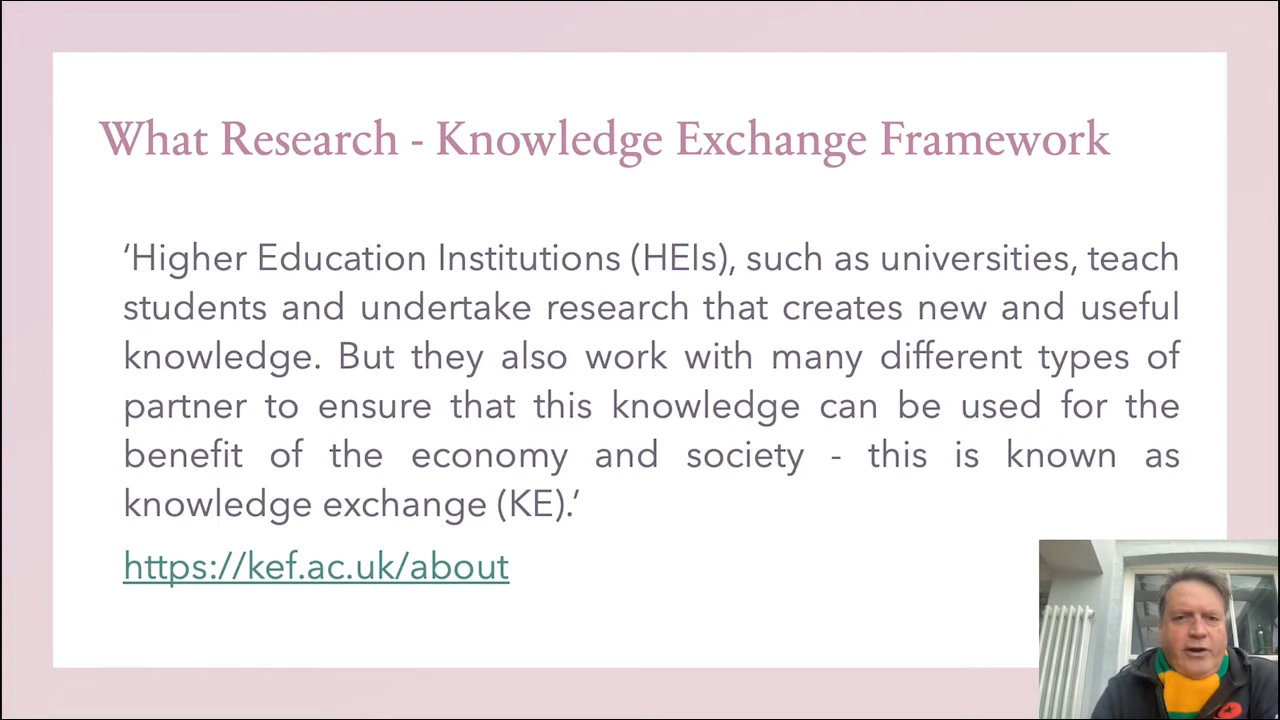 What Research - Knowledge Exchange Framework
‘Higher Education Institutions (HEIs), such as universities, teach
students and undertake research that creates new and useful
knowledge. But they also work with many different types of
partner to ensure that this knowledge can be used for the
benefit of the economy and society - this is known as
knowledge exchange (KE).’
https://kef.ac.uk/about